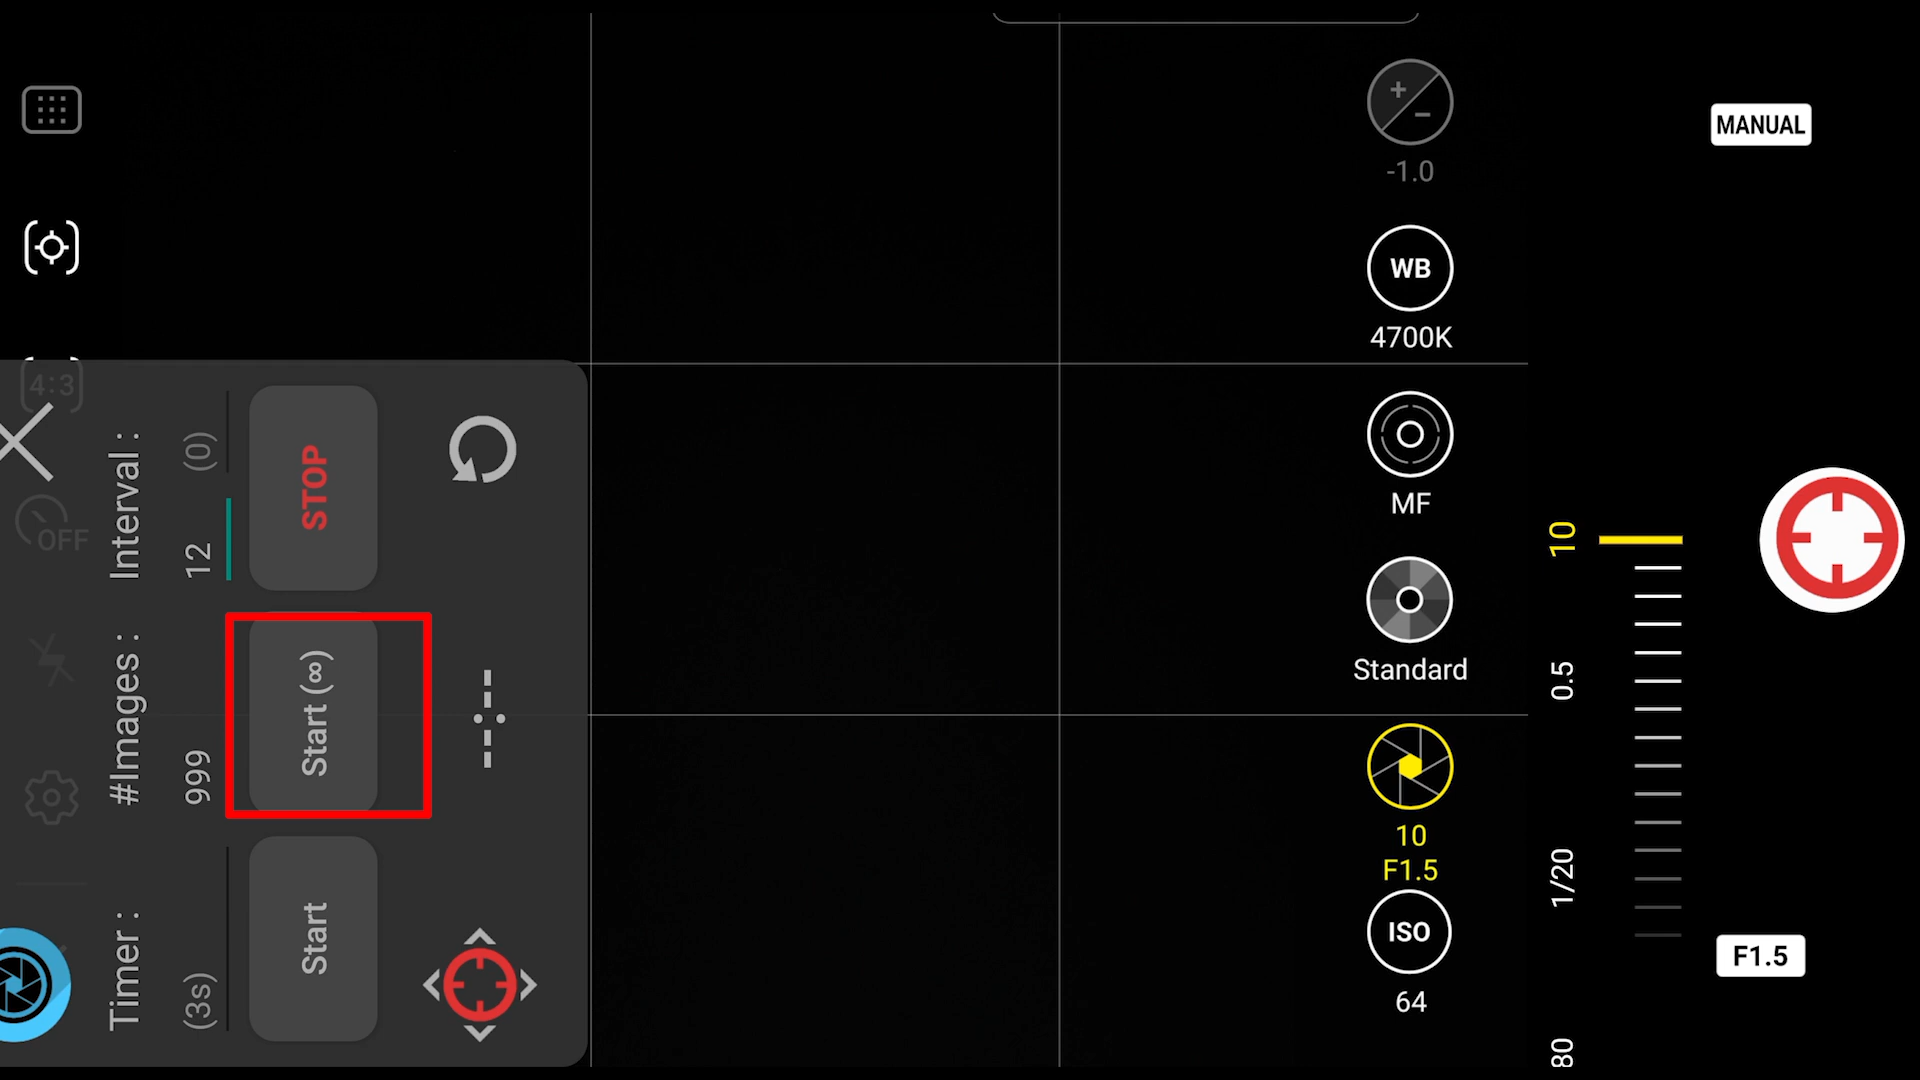 MANUAL
-1.0
WB
4700K
MF
Standard
10
F1.5
ISO
64
10
0.5
1/20
80
F1.5
4:3
OFF
Timer :
#Images :
Interval :
(3s)
999
12
(0)
Start
Start (∞)
STOP